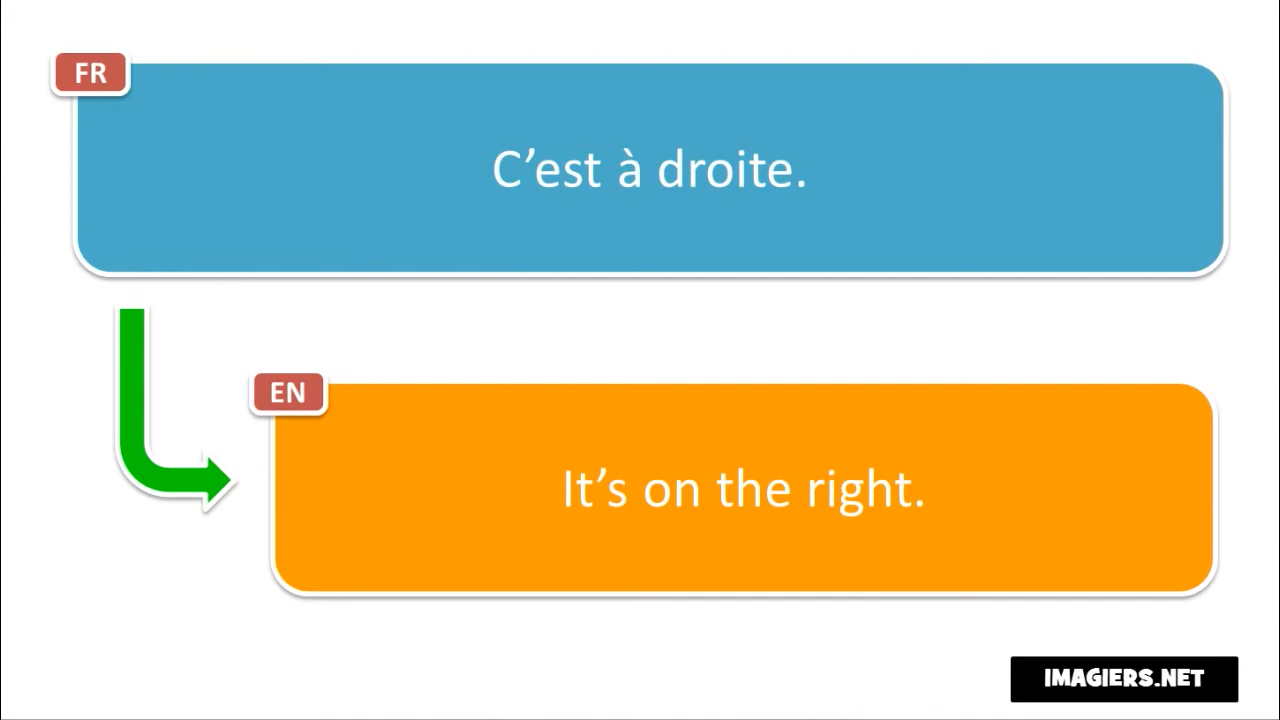 FR
C’est à droite.
EN
It’s on the right.
IMAGIERS.NET